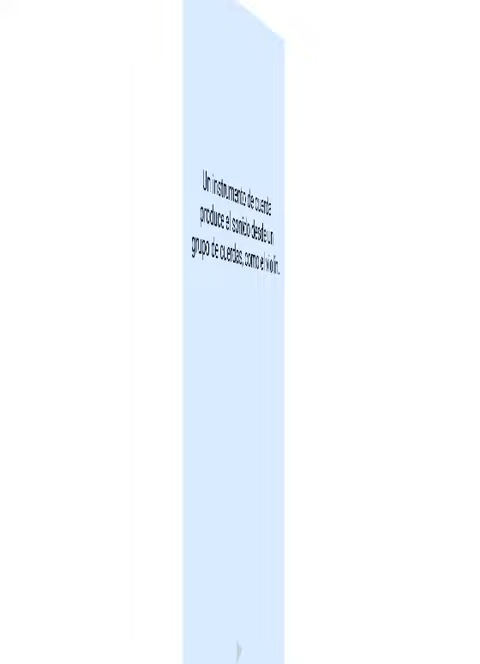 Un instrumento de cuerda
produce el sonido desde un
grupo de cuerdas, como el violín.